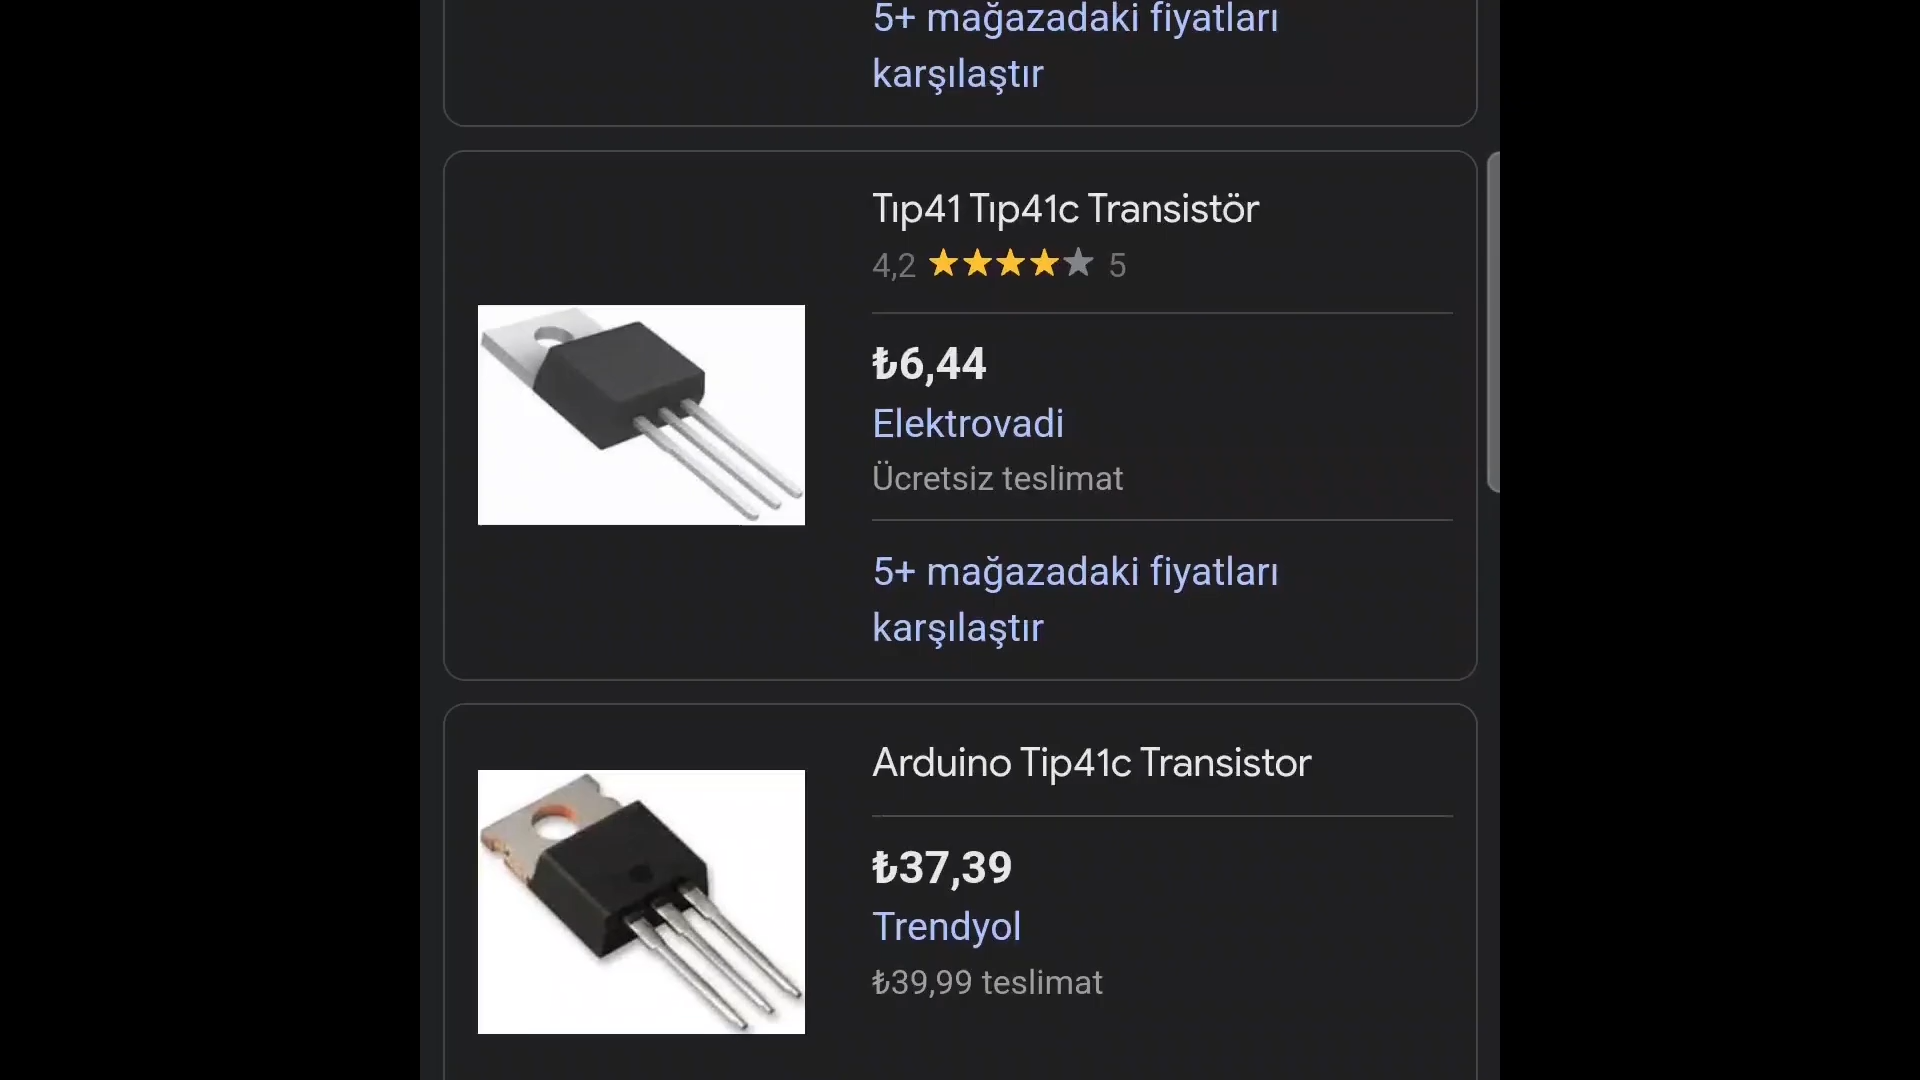 5+ mağazadaki fiyatları
karşılaştır
Tıp41 Tıp41c Transistör
4,2 5
₺6,44
Elektrovadi
Ücretsiz teslimat
5+ mağazadaki fiyatları
karşılaştır
Arduino Tip41c Transistor
₺37,39
Trendyol
₺39,99 teslimat